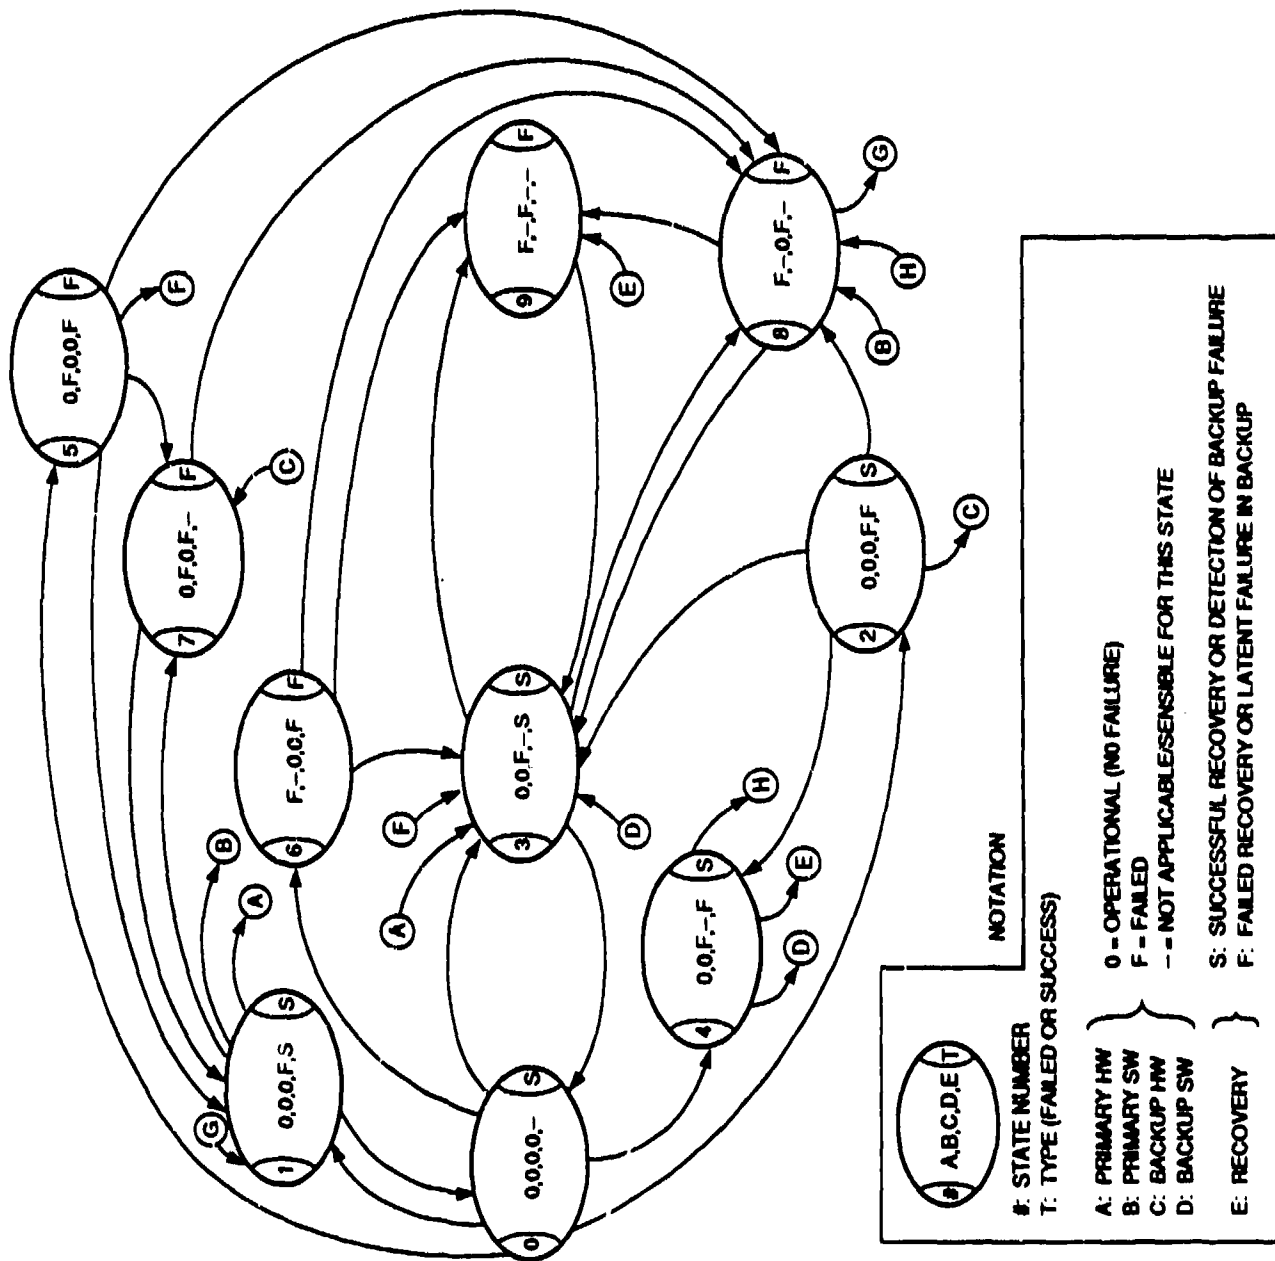 5 0,F,0,0,F F
F
7 0,F,0,F,– F
C
9 F,–,F,–,– F
E
6 F,–,0,0,F F
B
A
1 0,0,0,F,S S
G
F
A
3 0,0,F,–,S S
D
8 F,–,0,F,– F
G
H
B
0 0,0,0,0,– S
4 0,0,F,–,F S
H
E
D
2 0,0,0,F,F S
C
NOTATION
# A,B,C,D,E T
#: STATE NUMBER
T: TYPE (FAILED OR SUCCESS)
A: PRIMARY HW
B: PRIMARY SW
C: BACKUP HW
D: BACKUP SW
0 = OPERATIONAL (NO FAILURE)
F = FAILED
– = NOT APPLICABLE/SENSIBLE FOR THIS STATE
E: RECOVERY
S: SUCCESSFUL RECOVERY OR DETECTION OF BACKUP FAILURE
F: FAILED RECOVERY OR LATENT FAILURE IN BACKUP